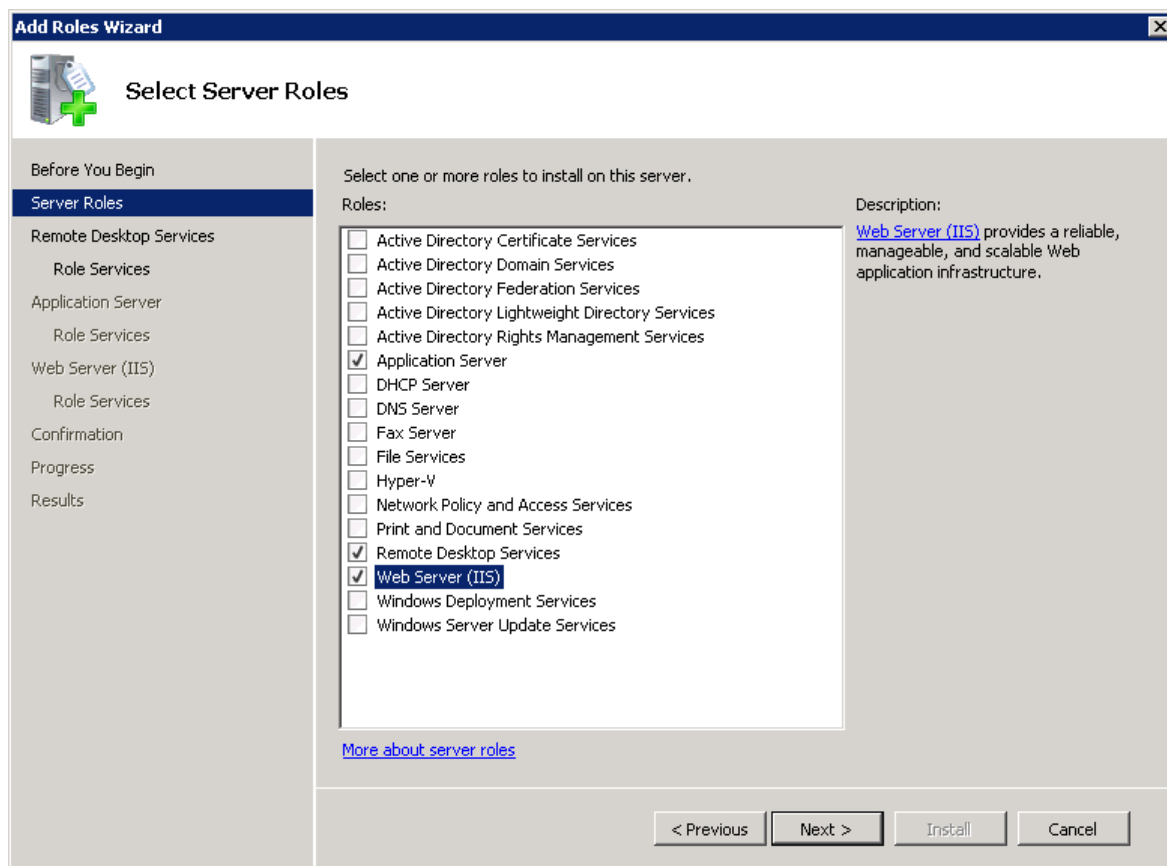 Add Roles Wizard
Select Server Roles
Before You Begin
Server Roles
Remote Desktop Services
Role Services
Application Server
Role Services
Web Server (IIS)
Role Services
Confirmation
Progress
Results
Select one or more roles to install on this server.
Roles:
Active Directory Certificate Services
Active Directory Domain Services
Active Directory Federation Services
Active Directory Lightweight Directory Services
Active Directory Rights Management Services
Application Server
DHCP Server
DNS Server
Fax Server
File Services
Hyper-V
Network Policy and Access Services
Print and Document Services
Remote Desktop Services
Web Server (IIS)
Windows Deployment Services
Windows Server Update Services
More about server roles
Description:
Web Server (IIS) provides a reliable,
manageable, and scalable Web
application infrastructure.
< Previous
Next >
Install
Cancel